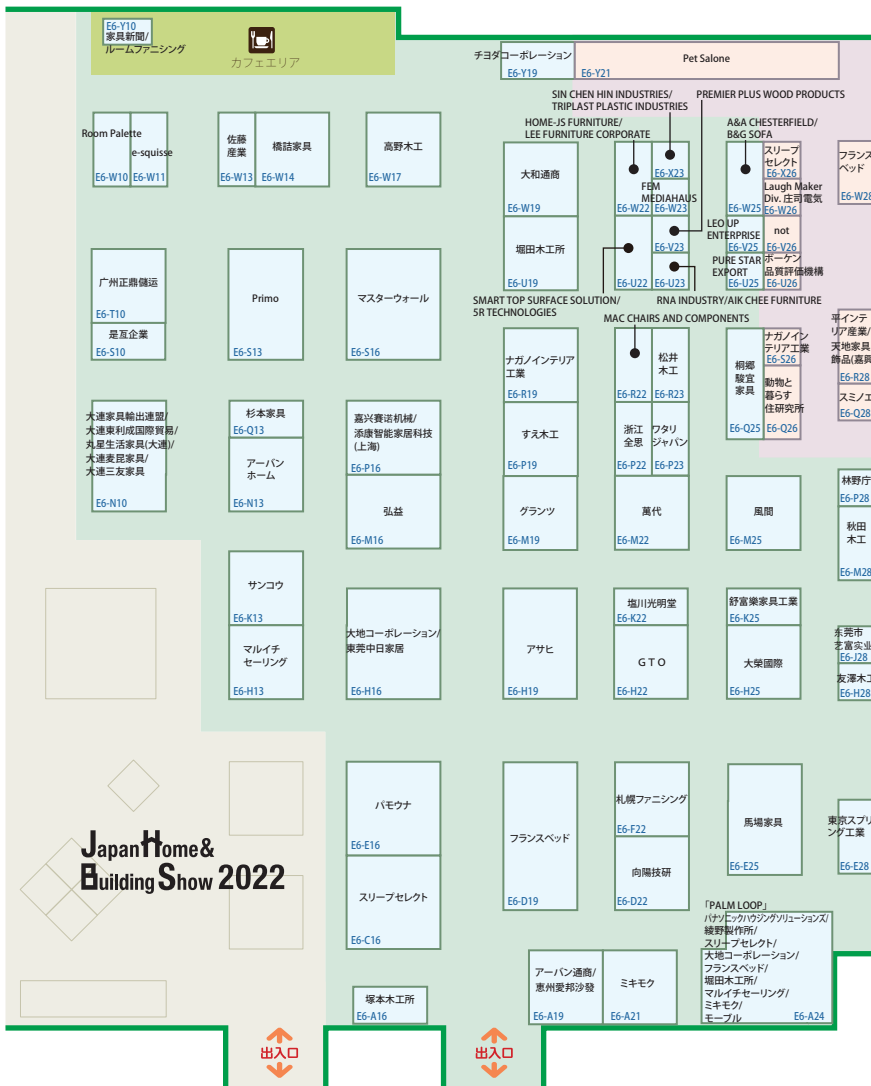 E6-Y10
家具新聞/
ルームファニシング
カフェエリア
チヨダコーポレーション
E6-Y19
E6-Y21
Pet Salone
SIN CHEN HIN INDUSTRIES/
TRIPLAST PLASTIC INDUSTRIES
PREMIER PLUS WOOD PRODUCTS
HOME-JS FURNITURE/
LEE FURNITURE CORPORATE
A&A CHESTERFIELD/
B&G SOFA
Room Palette
E6-W10
e-squisse
E6-W11
佐藤
産業
E6-W13
橋詰家具
E6-W14
高野木工
E6-W17
大和通商
E6-W19
E6-W22
E6-X23
FEM
MEDIAHAUS
E6-W23
E6-W25
スリープ
セレクト
E6-X26
Laugh Maker
Div. 庄司電気
E6-W26
フランス
ベッド
E6-W28
堀田木工所
E6-U19
E6-U22
E6-V23
E6-U23
LEO UP
ENTERPRISE
E6-V25
PURE STAR
EXPORT
E6-U25
not
E6-V26
ボーケン
品質評価機構
E6-U26
SMART TOP SURFACE SOLUTION/
5R TECHNOLOGIES
RNA INDUSTRY/AIK CHEE FURNITURE
MAC CHAIRS AND COMPONENTS
广州正鼎儲运
E6-T10
是亙企業
E6-S10
Primo
E6-S13
マスターウォール
E6-S16
ナガノインテリア
工業
E6-R19
E6-R22
松井
木工
E6-R23
桐郷
駿宜
家具
E6-Q25
ナガノイン
テリア工業
E6-S26
動物と
暮らす
住研究所
E6-Q26
平インテ
リア産業/
天地家具
飾品(嘉興
E6-R28
スミノエ
E6-Q28
大連家具輸出連盟/
大連東利成国際貿易/
丸星生活家具(大連)/
大連麦昆家具/
大連三友家具
E6-N10
杉本家具
E6-Q13
アーバン
ホーム
E6-N13
嘉兴赛诺机械/
添康智能家居科技
(上海)
E6-P16
弘益
E6-M16
すえ木工
E6-P19
浙江
全思
E6-P22
ワタリ
ジャパン
E6-P23
グランツ
E6-M19
萬代
E6-M22
風間
E6-M25
林野庁
E6-P28
秋田
木工
E6-M28
サンコウ
E6-K13
マルイチ
セーリング
E6-H13
大地コーポレーション/
東莞中日家居
E6-H16
アサヒ
E6-H19
塩川光明堂
E6-K22
GTO
E6-H22
舒富樂家具工業
E6-K25
大榮國際
E6-H25
东莞市
艺富实业
E6-J28
友澤木工
E6-H28
パモウナ
E6-E16
スリープセレクト
E6-C16
フランスベッド
E6-D19
札幌ファニシング
E6-F22
向陽技研
E6-D22
馬場家具
E6-E25
東京スプリ
ング工業
E6-E28
Japan Home &
Building Show 2022
「PALM LOOP」
パナソニックハウジングソリューションズ/
綾野製作所/
スリープセレクト/
大地コーポレーション/
フランスベッド/
堀田木工所/
マルイチセーリング/
ミキモク/
モーブル
E6-A24
塚本木工所
E6-A16
アーバン通商/
惠州愛邦沙發
E6-A19
ミキモク
E6-A21
出入口
出入口